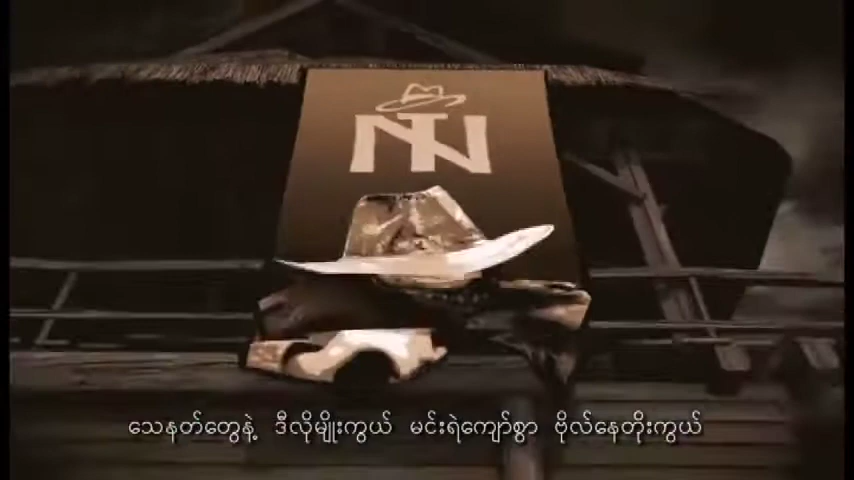 TN
သေနတ်တွေနဲ့ ဒီလိုမျိုးကွယ် မင်းရဲကျော်စွာ ဗိုလ်နေတိုးကွယ်